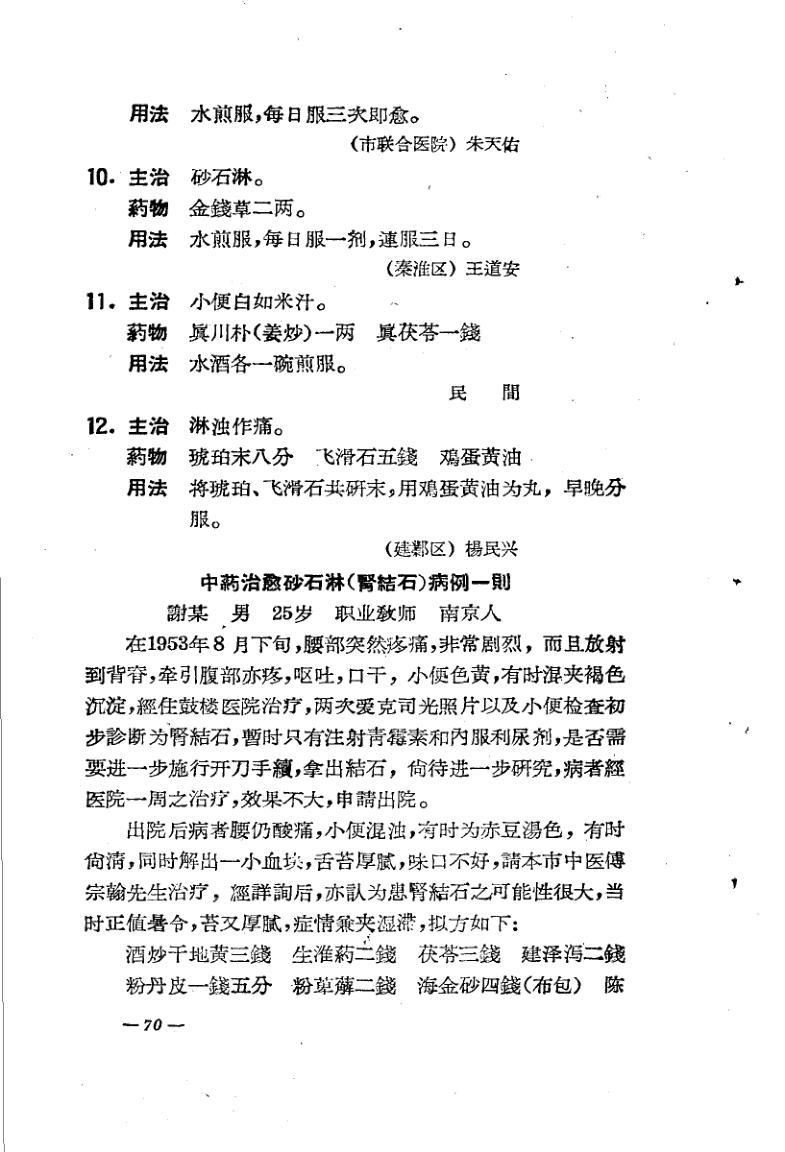 用法 水煎服,每日服三次即愈。
(市联合医院) 朱天佑
10. 主治 砂石淋。
葯物 金錢草二两。
用法 水煎服,每日服一剂,連服三日。
(秦淮区) 王道安
11. 主治 小便白如米汁。
葯物 眞川朴(姜炒)一两 眞茯苓一錢
用法 水酒各一碗煎服。
民 間
12. 主治 淋浊作痛。
葯物 琥珀末八分 飞滑石五錢 鸡蛋黄油
用法 将琥珀、飞滑石共研末,用鸡蛋黄油为丸,早晚分
服。
(建鄴区) 楊民兴
中葯治愈砂石淋(腎結石)病例一則
謝某 男 25岁 职业教师 南京人
在1953年8月下旬,腰部突然疼痛,非常剧烈,而且放射
到背脊,牵引腹部亦疼,呕吐,口干,小便色黄,有时混夹褐色
沉淀,經住鼓楼医院治疗,两次爱克司光照片以及小便检查初
步診断为腎結石,暫时只有注射青霉素和內服利尿剂,是否需
要进一步施行开刀手續,拿出結石,尙待进一步研究,病者經
医院一周之治疗,效果不大,申請出院。
出院后病者腰仍酸痛,小便混浊,有时为赤豆湯色,有时
尙清,同时解出一小血块,舌苔厚膩,味口不好,請本市中医傅
宗翰先生治疗,經詳詢后,亦訊为患腎結石之可能性很大,当
时正值暑令,苔又厚膩,症情兼夹湿滞,拟方如下:
酒炒干地黄三錢 生淮葯二錢 茯苓三錢 建泽泻二錢
粉丹皮一錢五分 粉萆薢二錢 海金砂四錢(布包) 陈
— 70 —